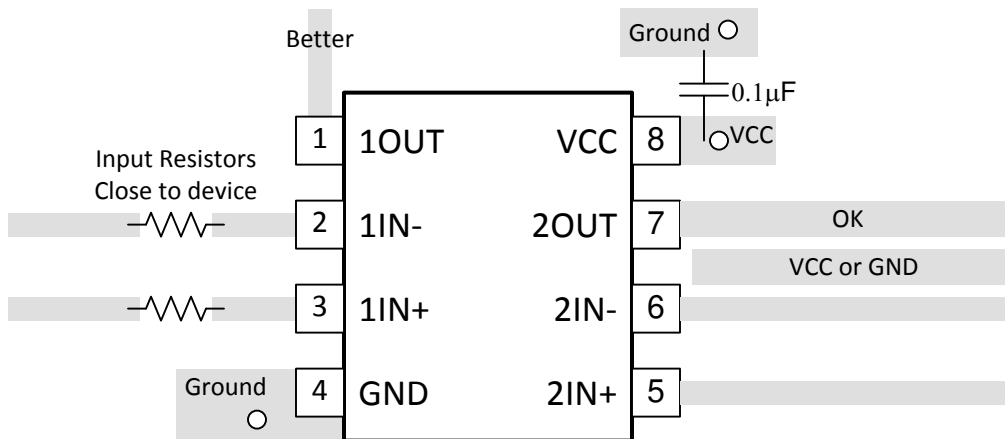 Better
Ground
0.1µF
1 1OUT VCC 8 VCC
Input Resistors
Close to device
2 1IN- 2OUT 7 OK
VCC or GND
3 1IN+ 2IN- 6
Ground
4 GND 2IN+ 5